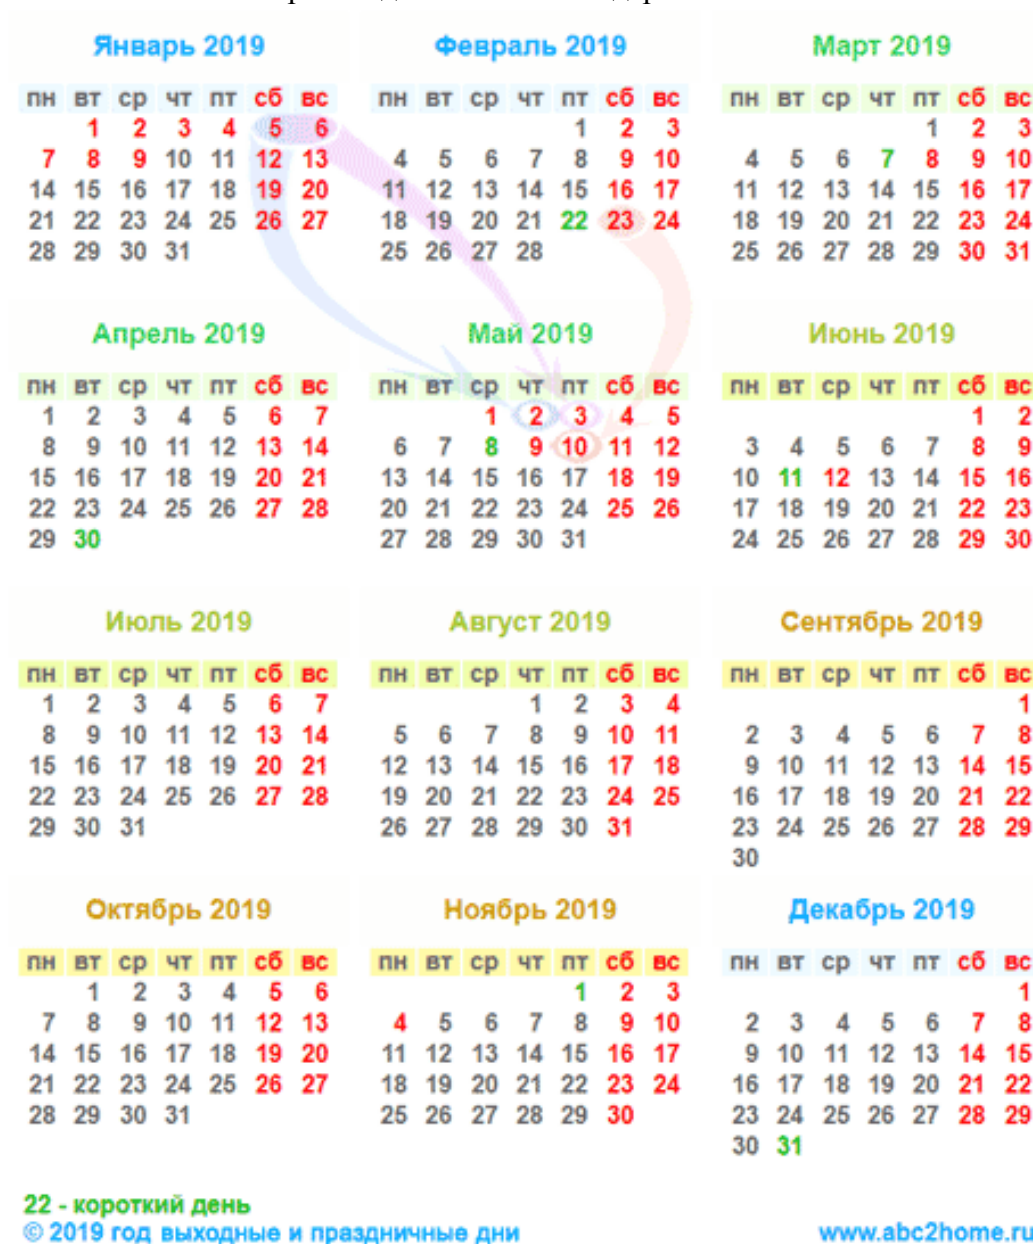 Январь 2019 Февраль 2019 Март 2019
пн вт ср чт пт сб вс пн вт ср чт пт сб вс пн вт ср чт пт сб вс
1 2 3 4 5 6 1 2 3 1 2 3
7 8 9 10 11 12 13 4 5 6 7 8 9 10 4 5 6 7 8 9 10
14 15 16 17 18 19 20 11 12 13 14 15 16 17 11 12 13 14 15 16 17
21 22 23 24 25 26 27 18 19 20 21 22 23 24 18 19 20 21 22 23 24
28 29 30 31 25 26 27 28 25 26 27 28 29 30 31
Апрель 2019 Май 2019 Июнь 2019
пн вт ср чт пт сб вс пн вт ср чт пт сб вс пн вт ср чт пт сб вс
1 2 3 4 5 6 7 1 2 3 4 5 1 2
8 9 10 11 12 13 14 6 7 8 9 10 11 12 3 4 5 6 7 8 9
15 16 17 18 19 20 21 13 14 15 16 17 18 19 10 11 12 13 14 15 16
22 23 24 25 26 27 28 20 21 22 23 24 25 26 17 18 19 20 21 22 23
29 30 27 28 29 30 31 24 25 26 27 28 29 30
Июль 2019 Август 2019 Сентябрь 2019
пн вт ср чт пт сб вс пн вт ср чт пт сб вс пн вт ср чт пт сб вс
1 2 3 4 5 6 7 1 2 3 4 1
8 9 10 11 12 13 14 5 6 7 8 9 10 11 2 3 4 5 6 7 8
15 16 17 18 19 20 21 12 13 14 15 16 17 18 9 10 11 12 13 14 15
22 23 24 25 26 27 28 19 20 21 22 23 24 25 16 17 18 19 20 21 22
29 30 31 26 27 28 29 30 31 23 24 25 26 27 28 29
30
Октябрь 2019 Ноябрь 2019 Декабрь 2019
пн вт ср чт пт сб вс пн вт ср чт пт сб вс пн вт ср чт пт сб вс
1 2 3 4 5 6 1 2 3 1
7 8 9 10 11 12 13 4 5 6 7 8 9 10 2 3 4 5 6 7 8
14 15 16 17 18 19 20 11 12 13 14 15 16 17 9 10 11 12 13 14 15
21 22 23 24 25 26 27 18 19 20 21 22 23 24 16 17 18 19 20 21 22
28 29 30 31 25 26 27 28 29 30 23 24 25 26 27 28 29
30 31
22 - короткий день
© 2019 год выходные и праздничные дни www.abc2home.ru